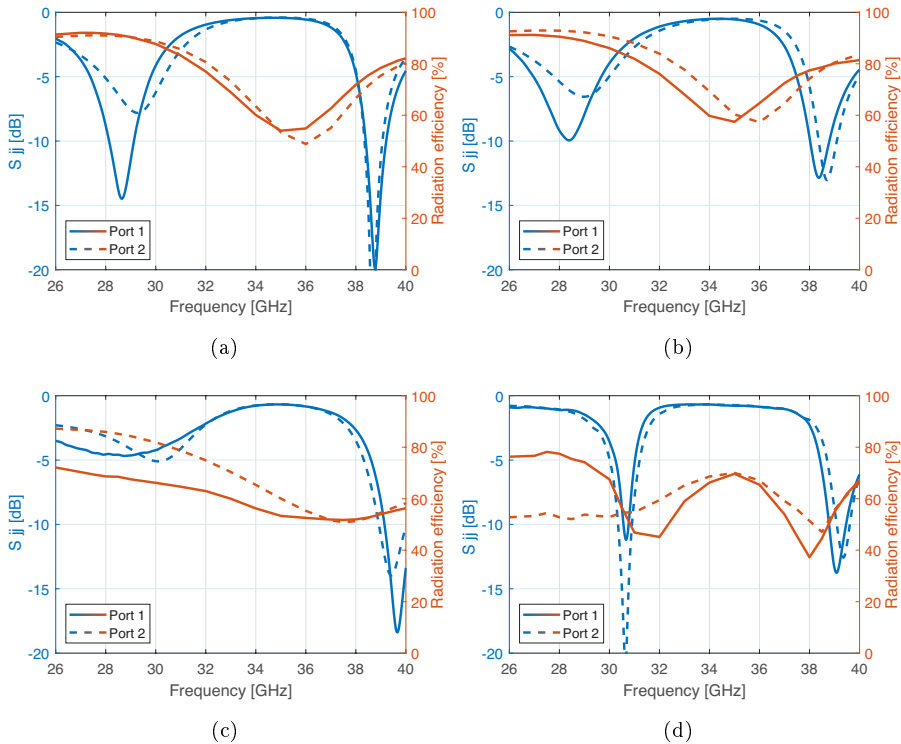 0
-5
-10
-15
-20
S jj [dB]
100
80
60
40
20
0
Radiation efficiency [%]
Port 1
Port 2
26 28 30 32 34 36 38 40
Frequency [GHz]
(a)
0
-5
-10
-15
-20
S jj [dB]
100
80
60
40
20
0
Radiation efficiency [%]
Port 1
Port 2
26 28 30 32 34 36 38 40
Frequency [GHz]
(b)
0
-5
-10
-15
-20
S jj [dB]
100
80
60
40
20
0
Radiation efficiency [%]
Port 1
Port 2
26 28 30 32 34 36 38 40
Frequency [GHz]
(c)
0
-5
-10
-15
-20
S jj [dB]
100
80
60
40
20
0
Radiation efficiency [%]
Port 1
Port 2
26 28 30 32 34 36 38 40
Frequency [GHz]
(d)